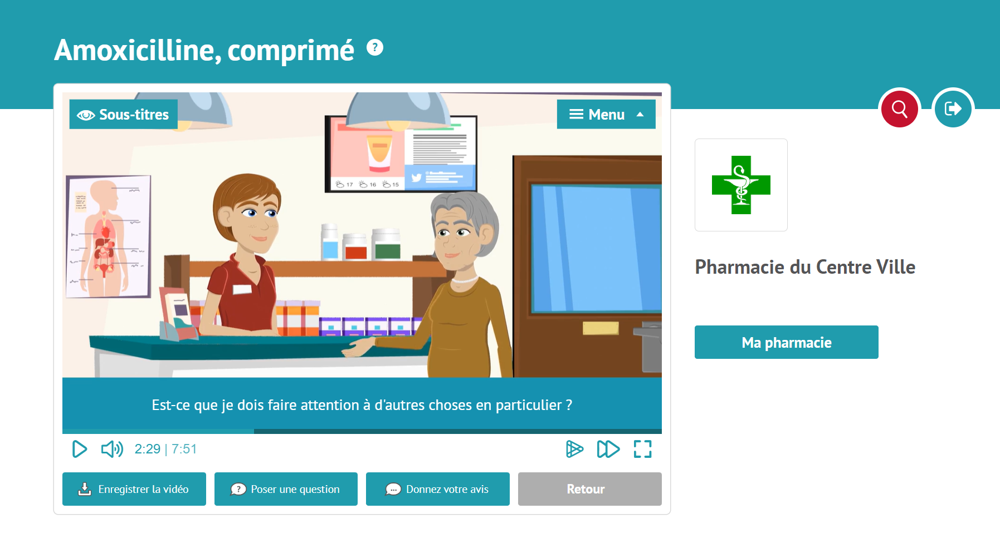 Amoxicilline, comprimé ?
Sous-titres
Menu
17 16 15
Est-ce que je dois faire attention à d'autres choses en particulier ?
2:29 | 7:51
Enregistrer la vidéo
? Poser une question
... Donnez votre avis
Retour
Pharmacie du Centre Ville
Ma pharmacie